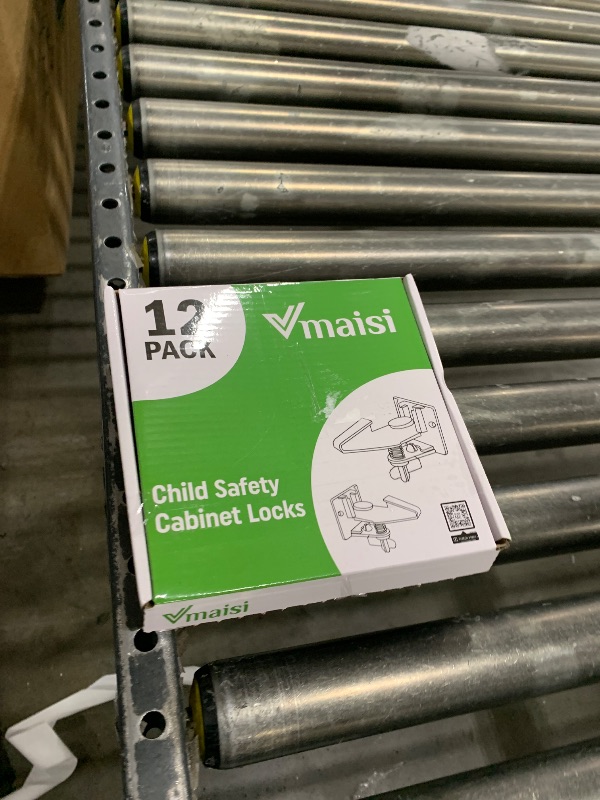 12
PACK
Vmaisi
Child Safety
Cabinet Locks
Vmaisi